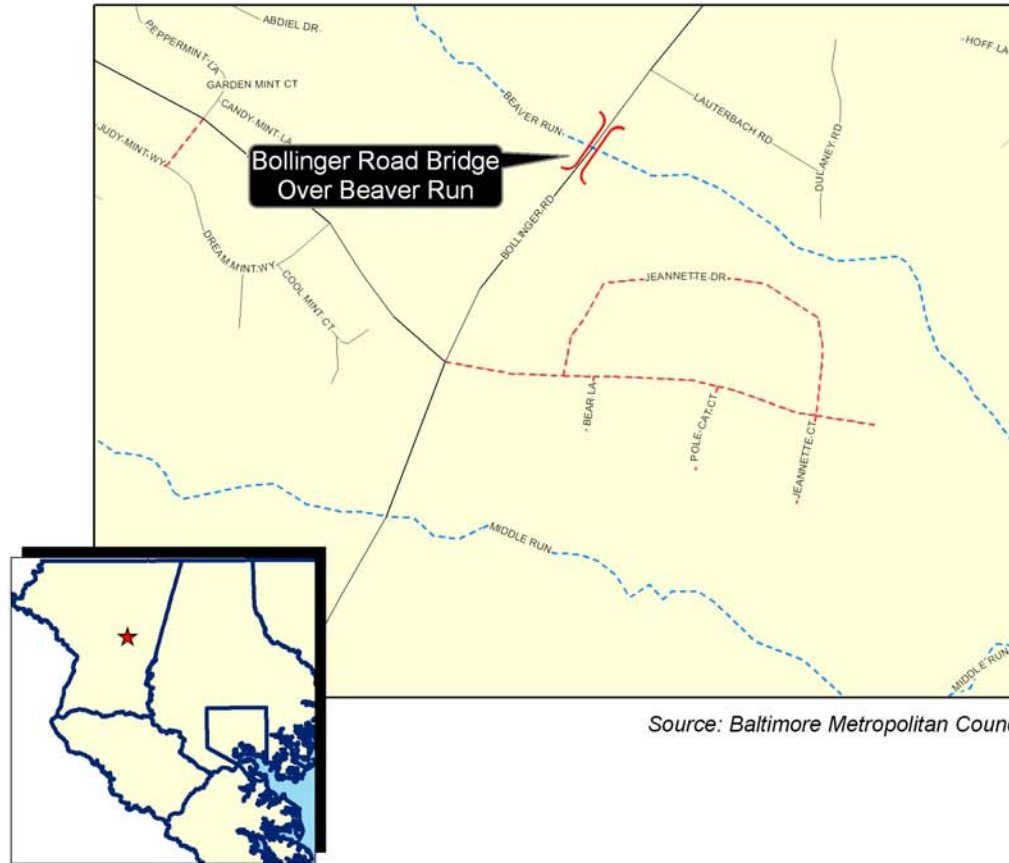 ABDIEL DR
PEPPERMINT LA
GARDEN MINT CT
CANDY MINT LA
JUDY MINT WY
DREAM MINT WY
COOL MINT CT
BEAVER RUN
HOFF LA
LAUTERBACH RD
DULANEY RD
Bollinger Road Bridge
Over Beaver Run
BOLLINGER RD
JEANNETTE DR
BEAR LA
POLE CAT CT
JEANNETTE CT
MIDDLE RUN
MIDDLE RUN
Source: Baltimore Metropolitan Coun